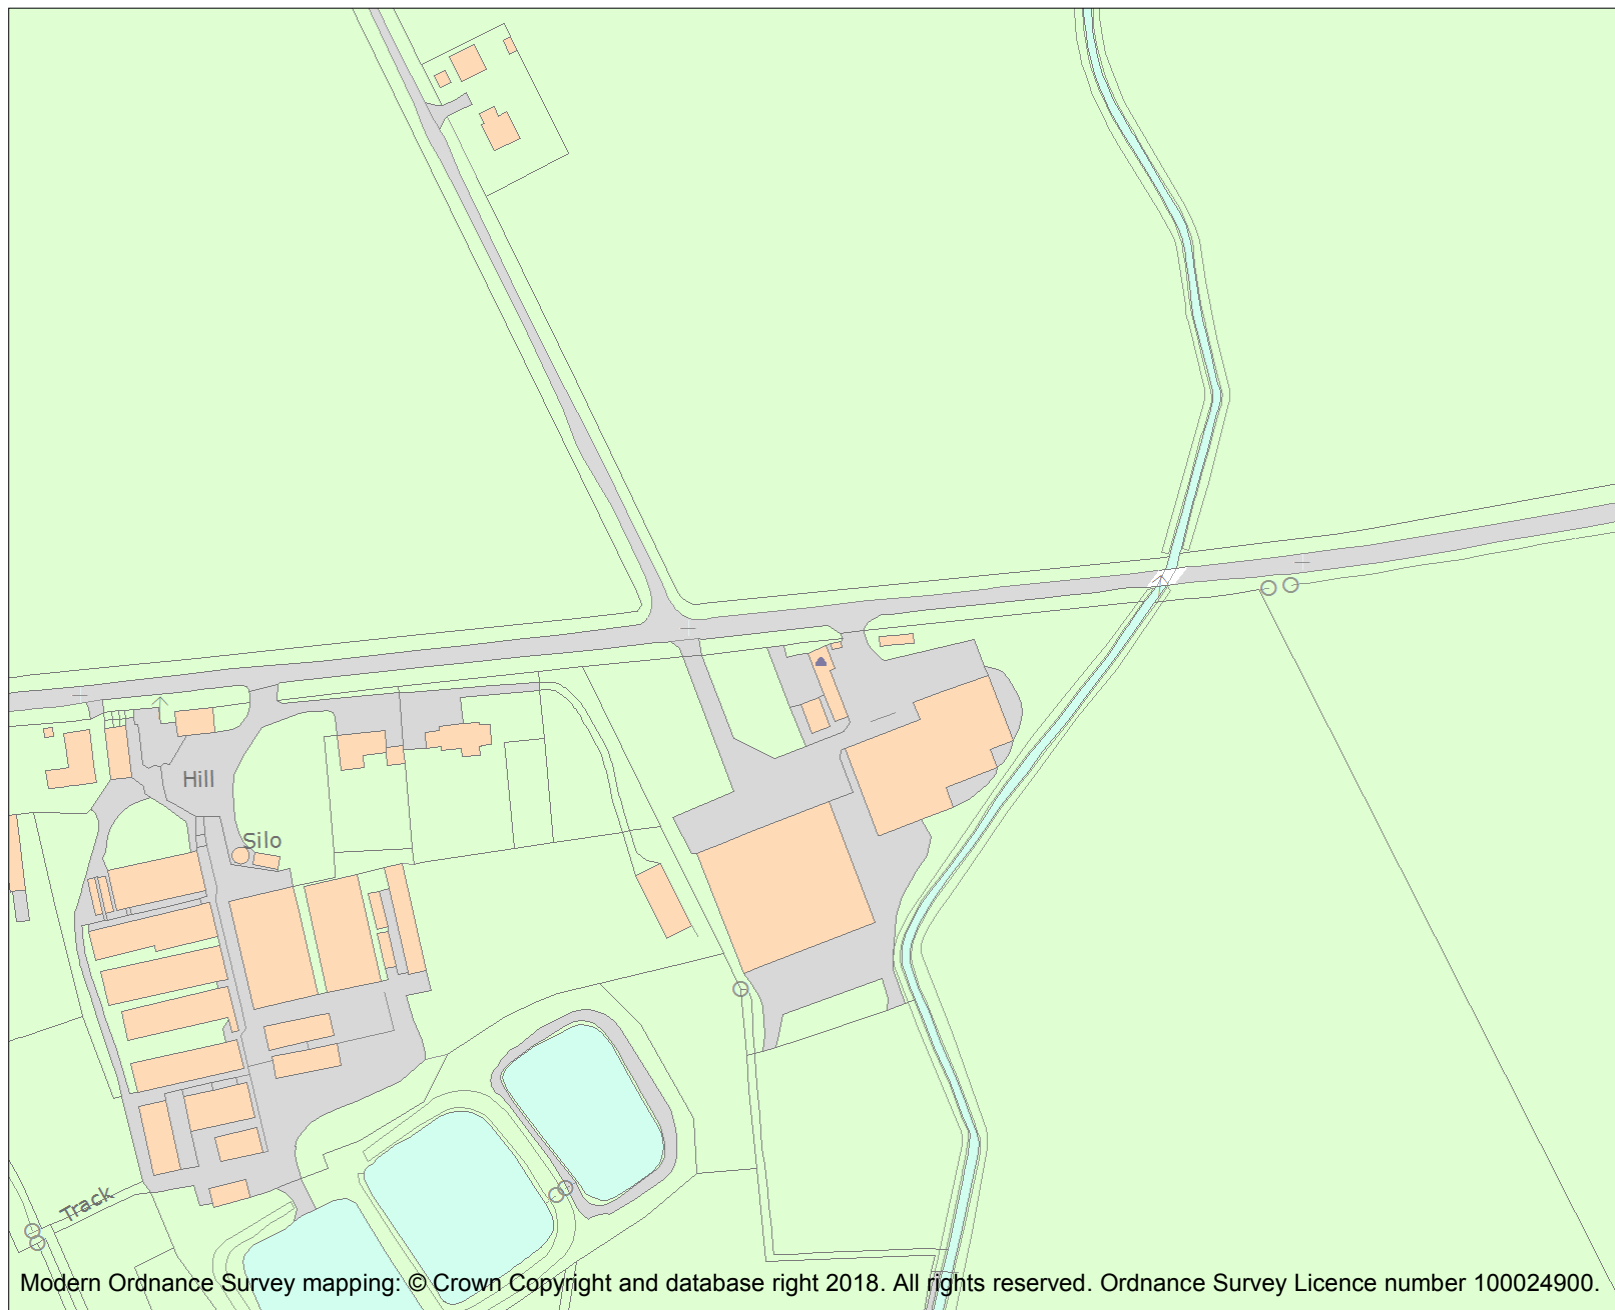 Hill
Silo
Track
Modern Ordnance Survey mapping: © Crown Copyright and database right 2018. All rights reserved. Ordnance Survey Licence number 100024900.